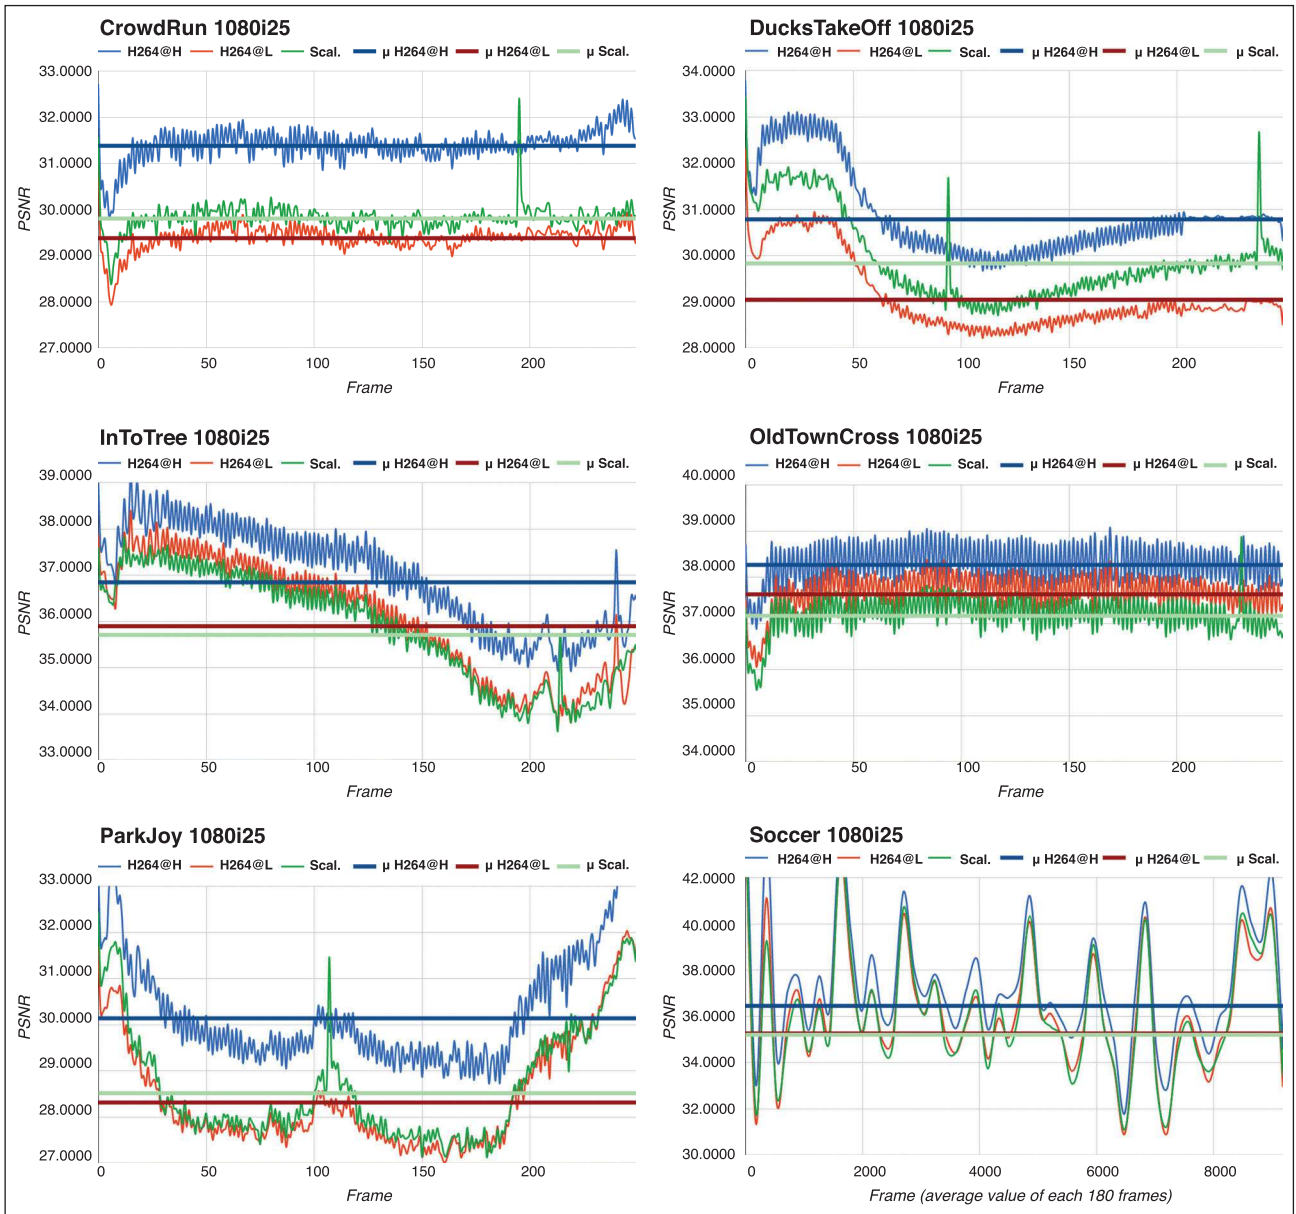 CrowdRun 1080i25
H264@H H264@L Scal. µ H264@H µ H264@L µ Scal.
33.0000
32.0000
31.0000
30.0000
29.0000
28.0000
27.0000
PSNR
0 50 100 150 200
Frame
DucksTakeOff 1080i25
H264@H H264@L Scal. µ H264@H µ H264@L µ Scal.
34.0000
33.0000
32.0000
31.0000
30.0000
29.0000
28.0000
PSNR
0 50 100 150 200
Frame
InToTree 1080i25
H264@H H264@L Scal. µ H264@H µ H264@L µ Scal.
39.0000
38.0000
37.0000
36.0000
35.0000
34.0000
33.0000
PSNR
0 50 100 150 200
Frame
OldTownCross 1080i25
H264@H H264@L Scal. µ H264@H µ H264@L µ Scal.
40.0000
39.0000
38.0000
37.0000
36.0000
35.0000
34.0000
PSNR
0 50 100 150 200
Frame
ParkJoy 1080i25
H264@H H264@L Scal. µ H264@H µ H264@L µ Scal.
33.0000
32.0000
31.0000
30.0000
29.0000
28.0000
27.0000
PSNR
0 50 100 150 200
Frame
Soccer 1080i25
H264@H H264@L Scal. µ H264@H µ H264@L µ Scal.
42.0000
40.0000
38.0000
36.0000
34.0000
32.0000
30.0000
PSNR
0 2000 4000 6000 8000
Frame (average value of each 180 frames)